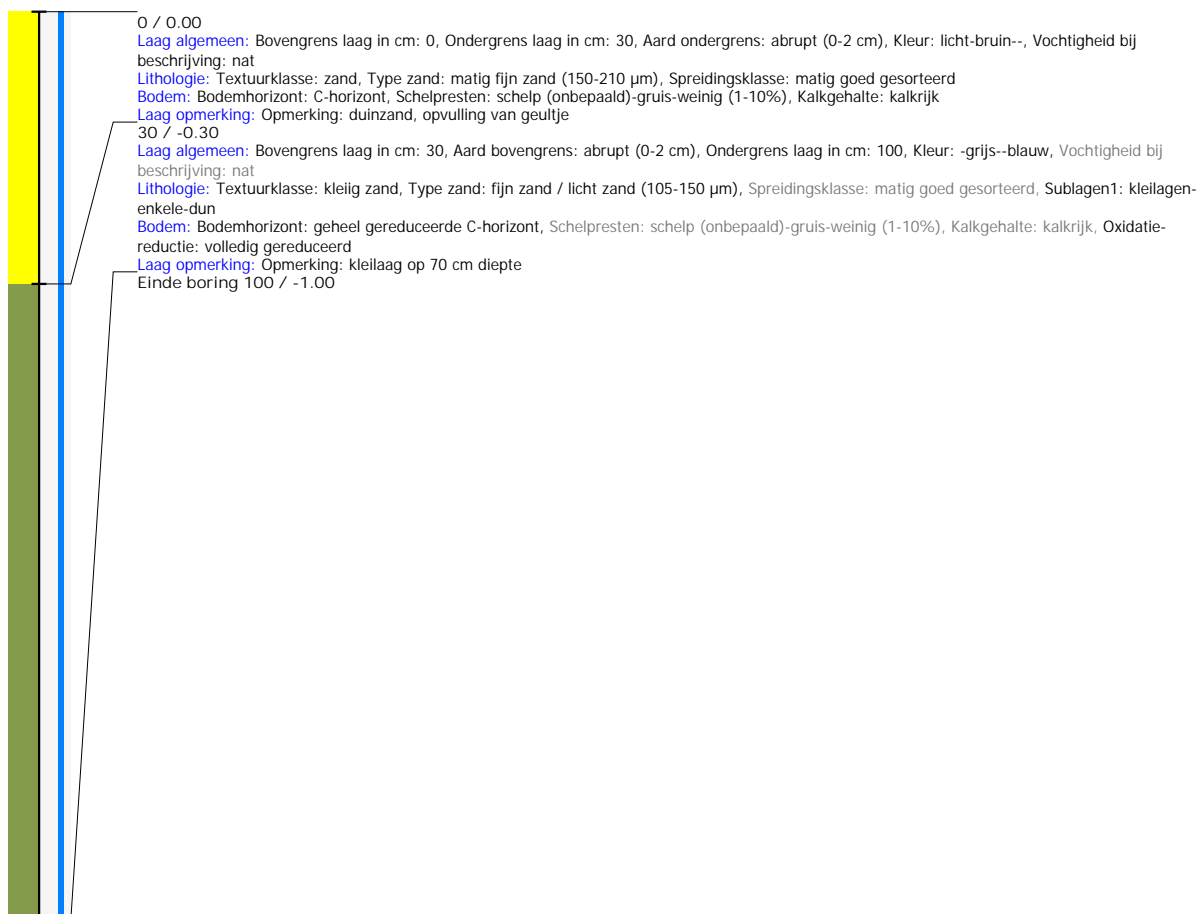 0 / 0.00
Laag algemeen: Bovengrens laag in cm: 0, Ondergrens laag in cm: 30, Aard ondergrens: abrupt (0-2 cm), Kleur: licht-bruin--, Vochtigheid bij
beschrijving: nat
Lithologie: Textuurklasse: zand, Type zand: matig fijn zand (150-210 µm), Spreidingsklasse: matig goed gesorteerd
Bodem: Bodemhorizont: C-horizont, Schelpresten: schelp (onbepaald)-gruis-weinig (1-10%), Kalkgehalte: kalkrijk
Laag opmerking: Opmerking: duinzand, opvulling van geultje
30 / -0.30
Laag algemeen: Bovengrens laag in cm: 30, Aard bovengrens: abrupt (0-2 cm), Ondergrens laag in cm: 100, Kleur: -grijs--blauw, Vochtigheid bij
beschrijving: nat
Lithologie: Textuurklasse: kleiig zand, Type zand: fijn zand / licht zand (105-150 µm), Spreidingsklasse: matig goed gesorteerd, Sublagen1: kleilagen-
enkele-dun
Bodem: Bodemhorizont: geheel gereduceerde C-horizont, Schelpresten: schelp (onbepaald)-gruis-weinig (1-10%), Kalkgehalte: kalkrijk, Oxidatie-
reductie: volledig gereduceerd
Laag opmerking: Opmerking: kleilaag op 70 cm diepte
Einde boring 100 / -1.00